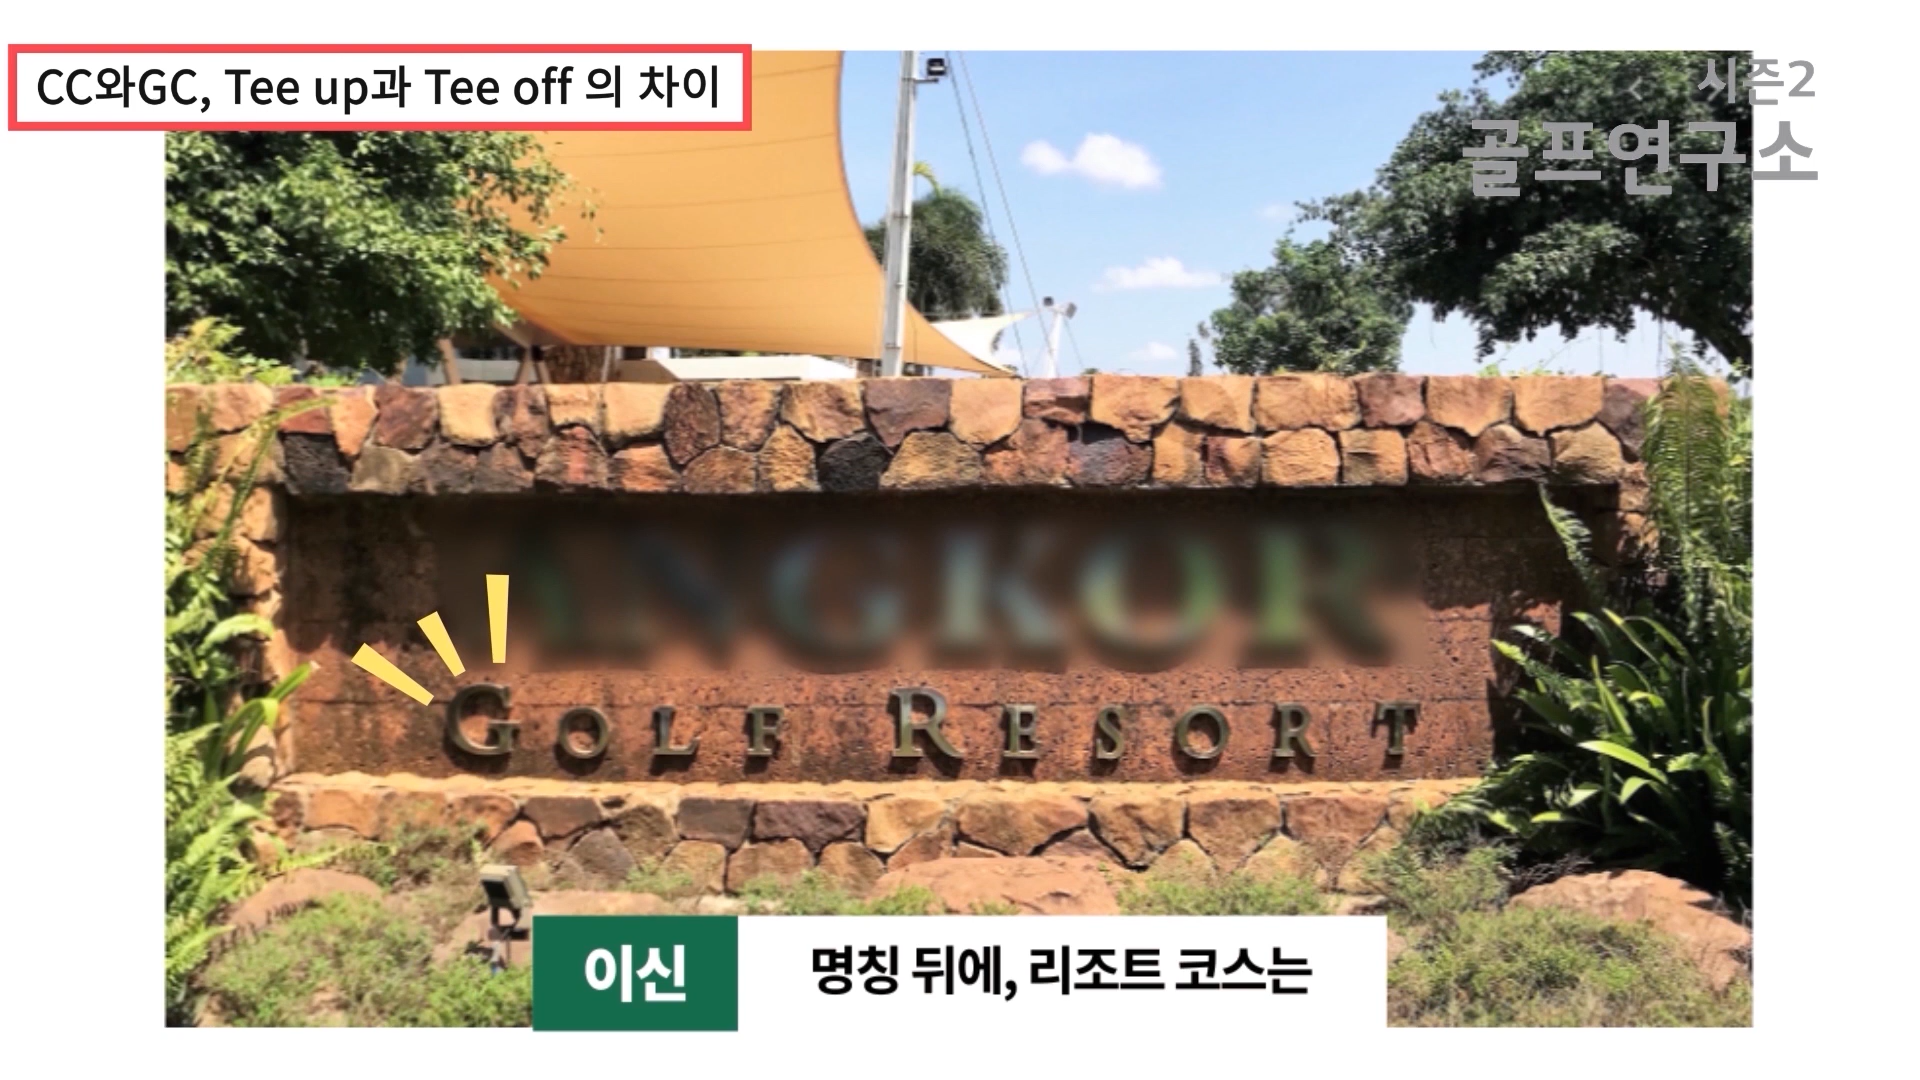 CC와GC, Tee up과 Tee off 의 차이
시즌2
골프연구소
ANGKOR
GOLF RESORT
이신
명칭 뒤에, 리조트 코스는